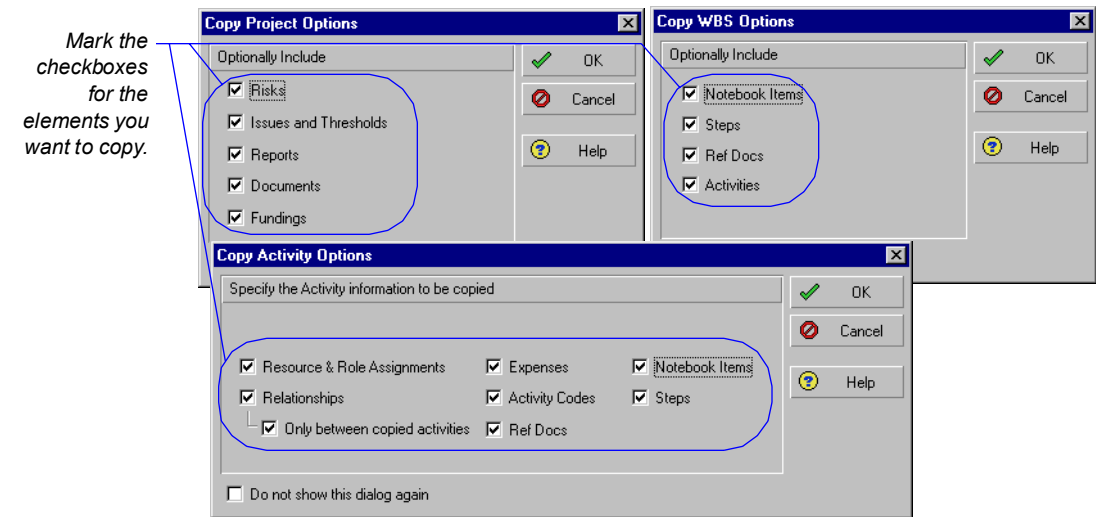 Mark the
checkboxes
for the
elements you
want to copy.
Copy Project Options
Optionally Include
Risks
Issues and Thresholds
Reports
Documents
Fundings
OK
Cancel
Help
Copy WBS Options
Optionally Include
Notebook Items
Steps
Ref Docs
Activities
OK
Cancel
Help
Copy Activity Options
Specify the Activity information to be copied
Resource & Role Assignments
Expenses
Notebook Items
Relationships
Activity Codes
Steps
Only between copied activities
Ref Docs
Do not show this dialog again
OK
Cancel
Help